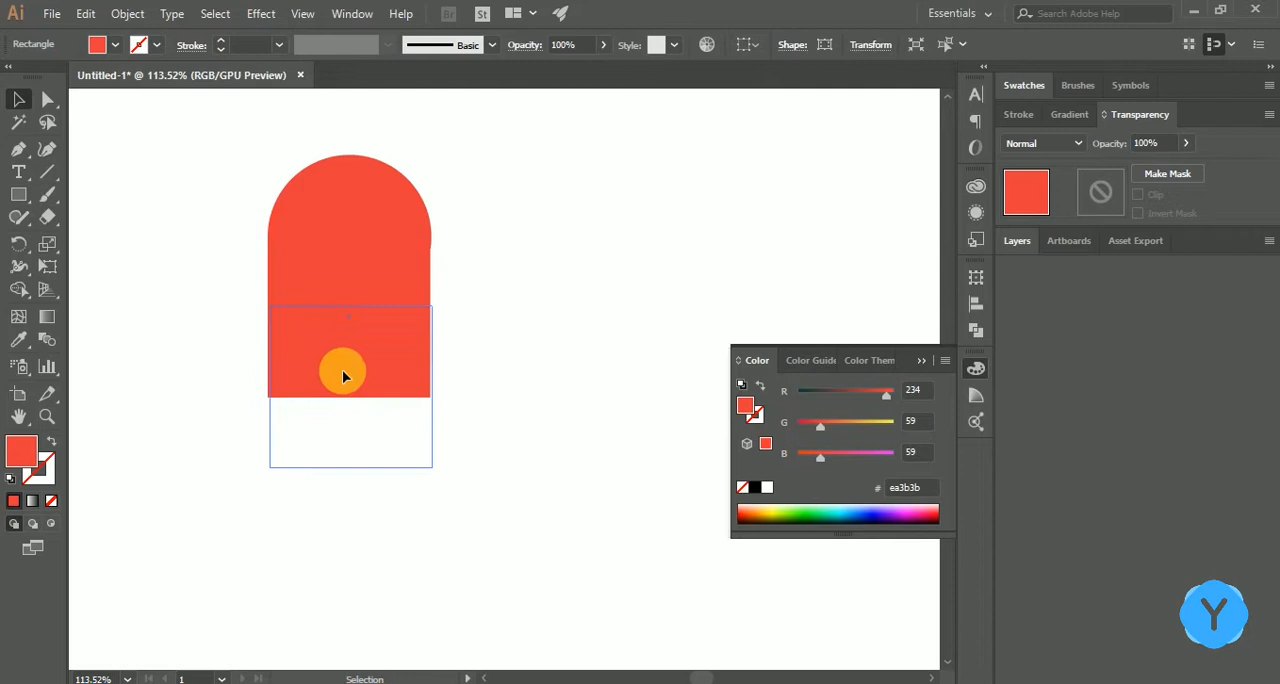 Ai File Edit Object Type Select Effect View Window Help Br St Essentials Search Adobe Help
Rectangle Stroke: Basic Opacity: 100% Style: Shape: Transform
Untitled-1* @ 113.52% (RGB/GPU Preview) ×
Swatches Brushes Symbols
Stroke Gradient Transparency
Normal Opacity: 100%
Make Mask
Clip
Invert Mask
Layers Artboards Asset Export
Color Color Guide Color Them
R 234
G 59
B 59
# ea3b3b
Y
113.52% 1 Selection